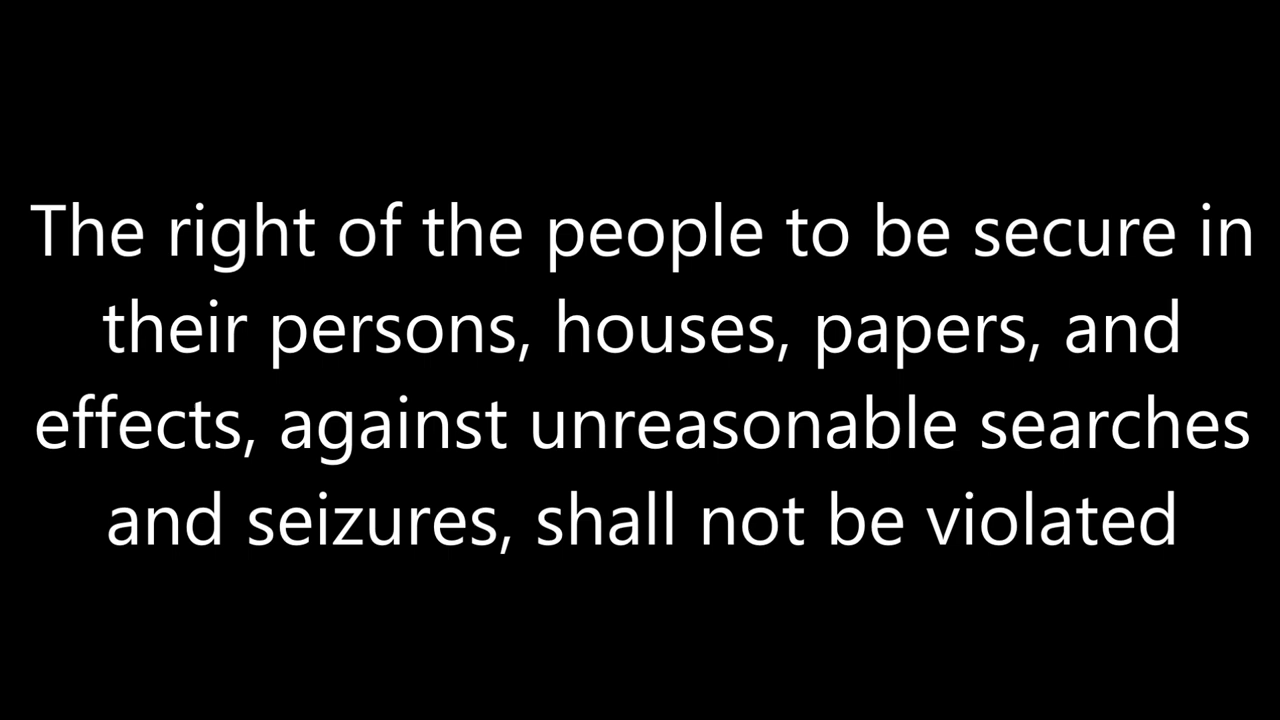 The right of the people to be secure in
their persons, houses, papers, and
effects, against unreasonable searches
and seizures, shall not be violated